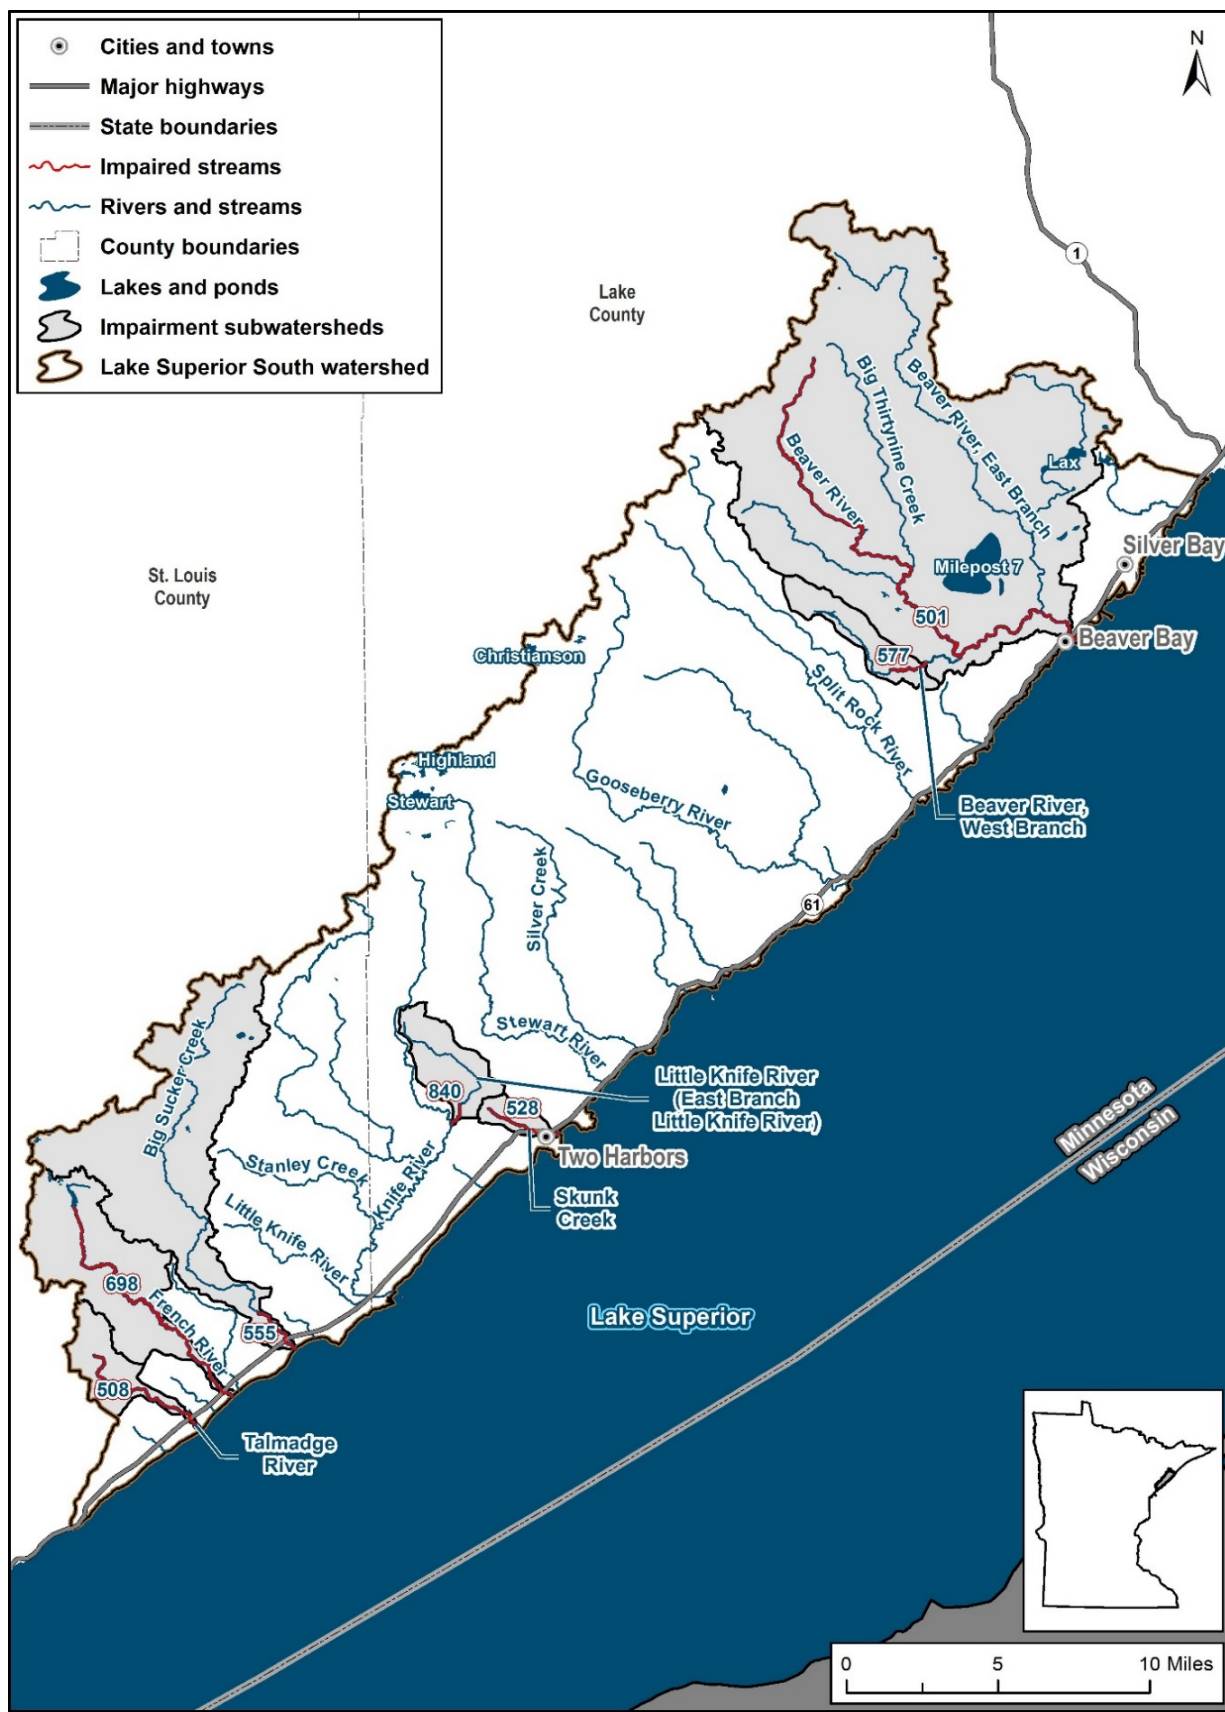 Cities and towns
Major highways
State boundaries
Impaired streams
Rivers and streams
County boundaries
Lakes and ponds
Impairment subwatersheds
Lake Superior South watershed
N
1
Lake
County
Big Thirtynine Creek
Beaver River, East Branch
Beaver River
Lax
St. Louis
County
Milepost 7
Silver Bay
501
Beaver Bay
577
Christianson
Split Rock River
Highland
Stewart
Gooseberry River
Beaver River,
West Branch
Silver Creek
61
Stewart River
Big Sucker Creek
Little Knife River
(East Branch
Little Knife River)
840
528
Minnesota
Wisconsin
Two Harbors
Stanley Creek
Knife River
Skunk
Creek
Little Knife River
698
French River
555
Lake Superior
508
Talmadge
River
0 5 10 Miles